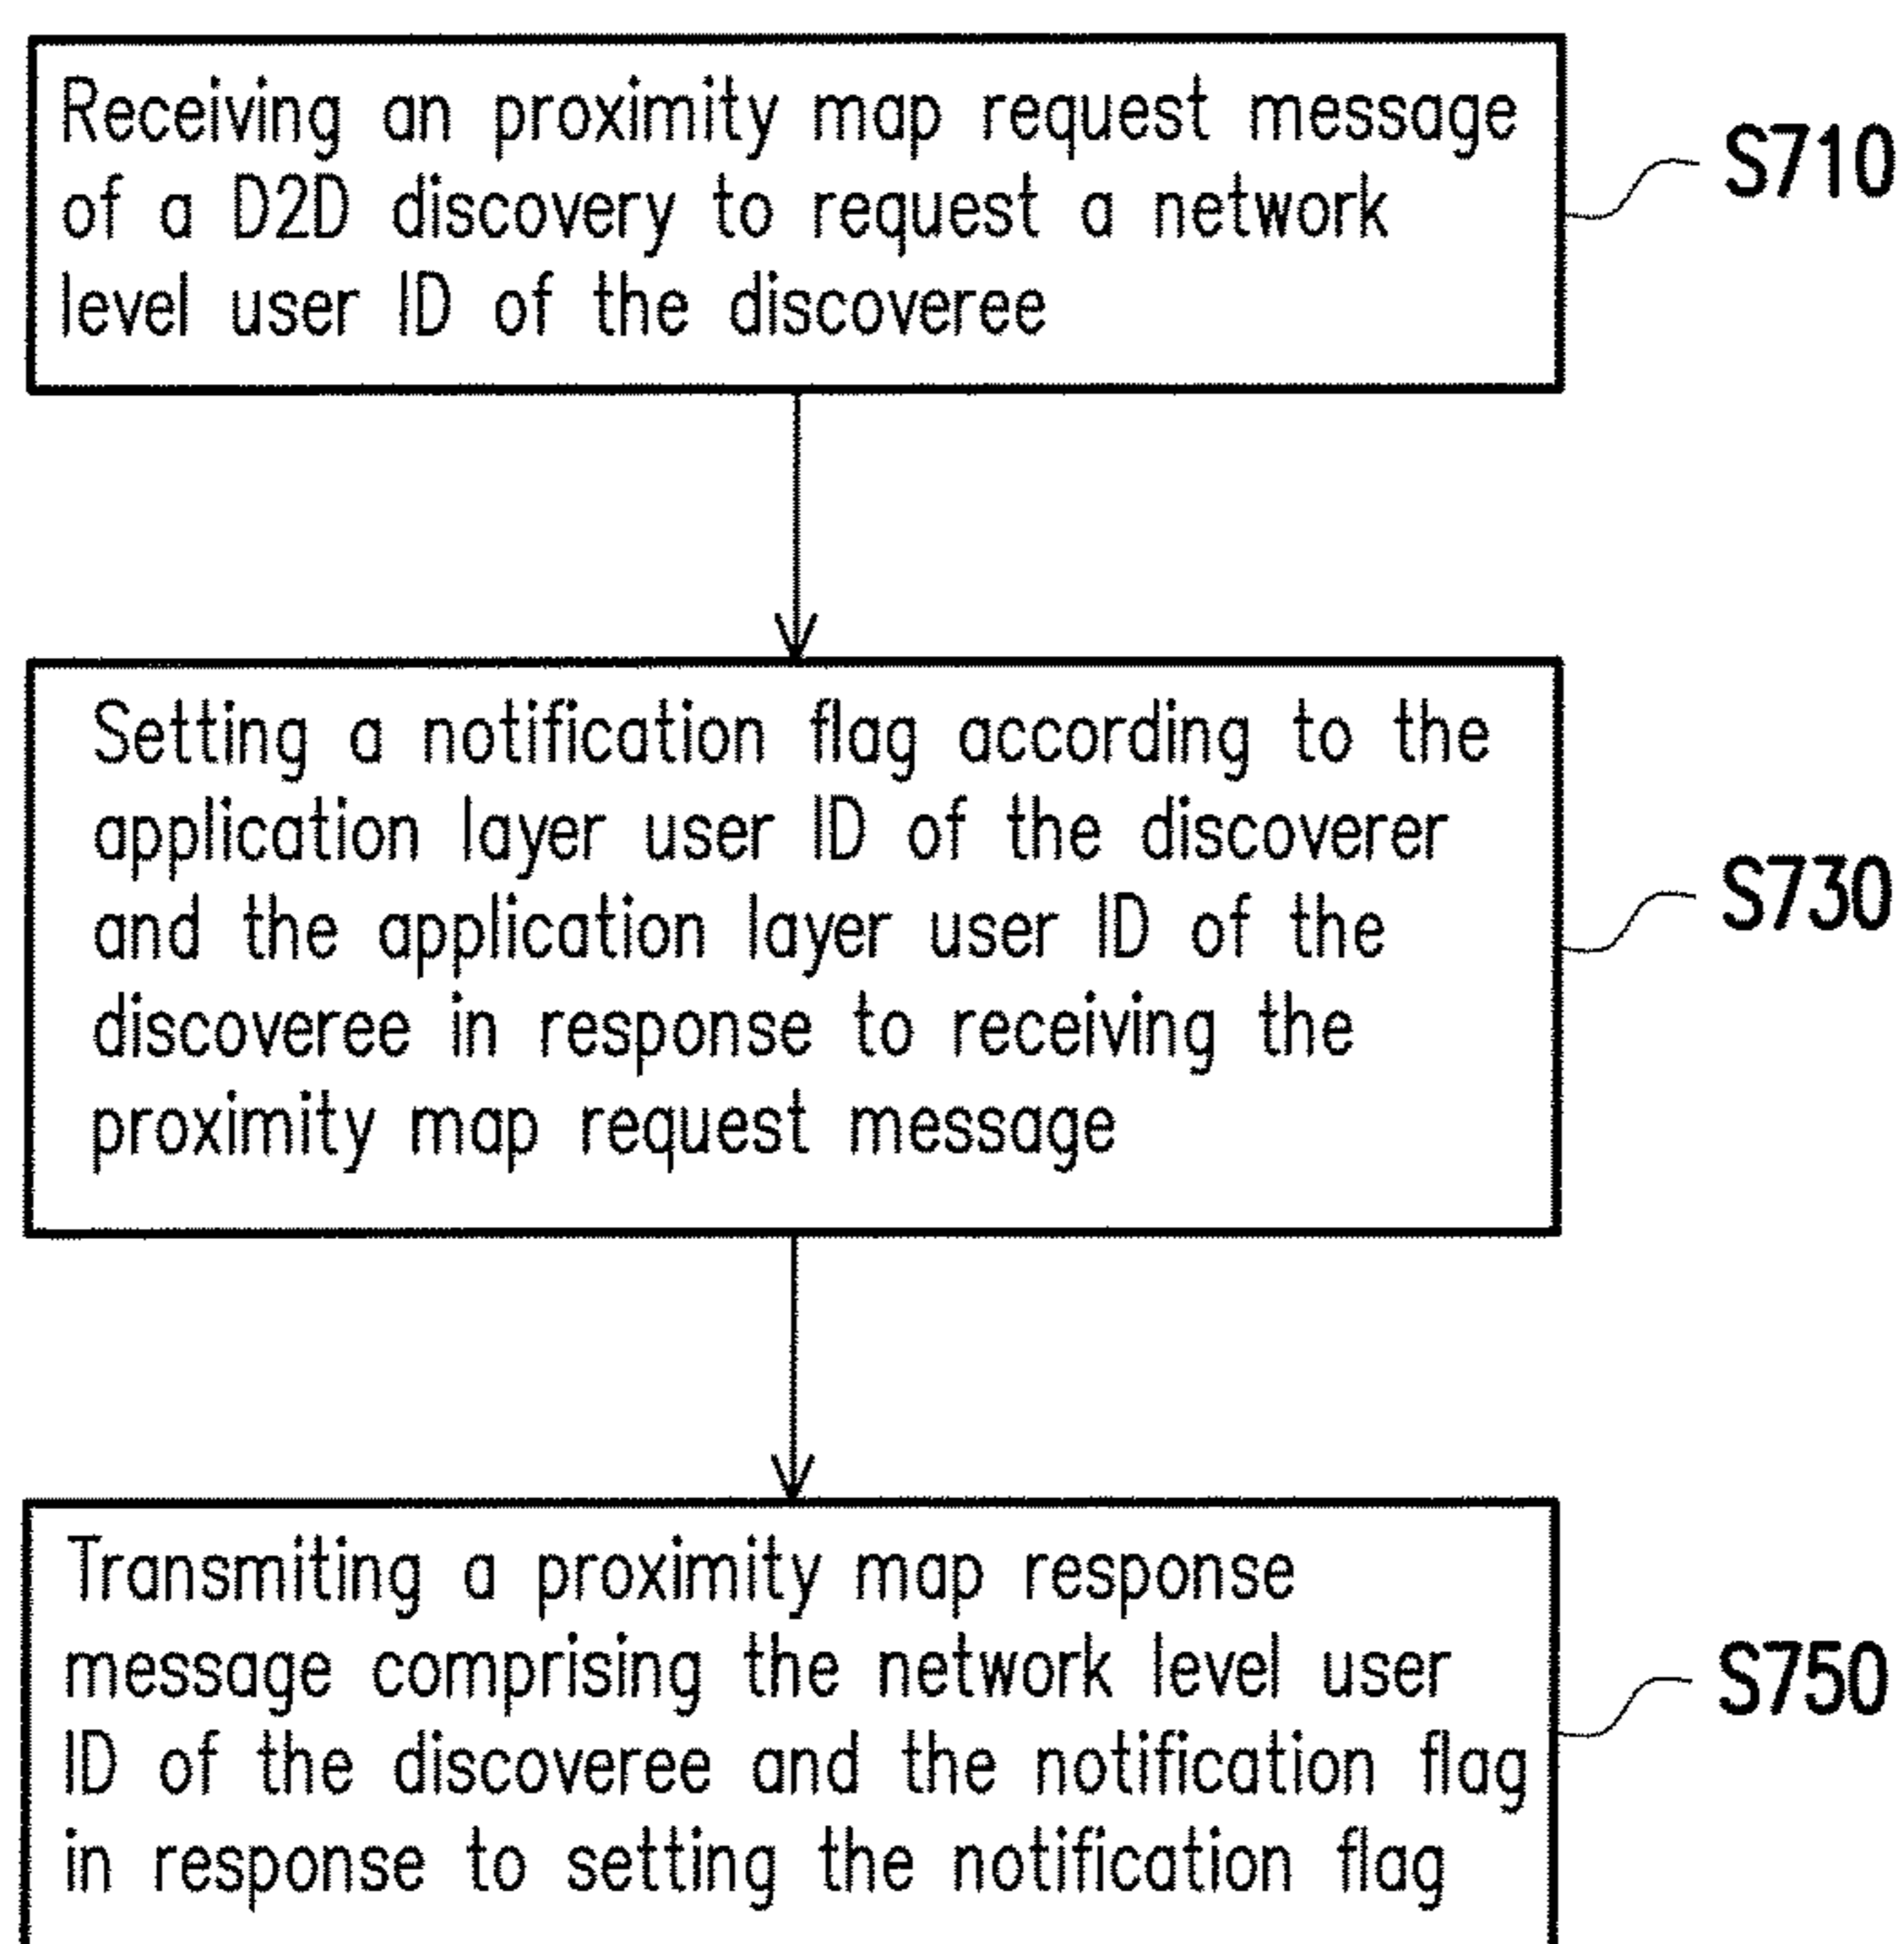 Receiving an proximity map request message
of a D2D discovery to request a network
level user ID of the discoveree
S710
Setting a notification flag according to the
application layer user ID of the discoverer
and the application layer user ID of the
discoveree in response to receiving the
proximity map request message
S730
Transmiting a proximity map response
message comprising the network level user
ID of the discoveree and the notification flag
in response to setting the notification flag
S750